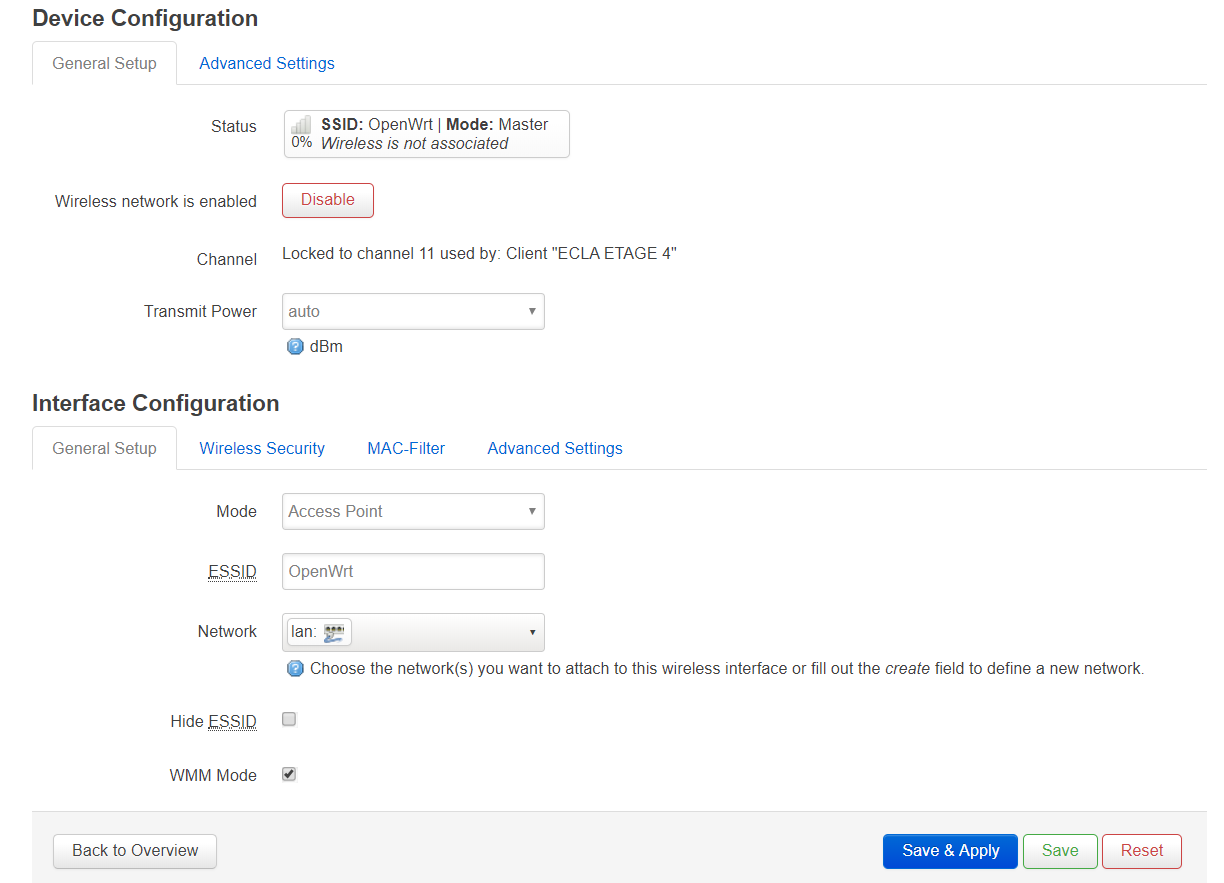 Device Configuration
General Setup Advanced Settings
Status
SSID: OpenWrt | Mode: Master
0% Wireless is not associated
Wireless network is enabled Disable
Channel Locked to channel 11 used by: Client "ECLA ETAGE 4"
Transmit Power auto
dBm
Interface Configuration
General Setup Wireless Security MAC-Filter Advanced Settings
Mode Access Point
ESSID OpenWrt
Network lan:
Choose the network(s) you want to attach to this wireless interface or fill out the create field to define a new network.
Hide ESSID
WMM Mode
Back to Overview Save & Apply Save Reset